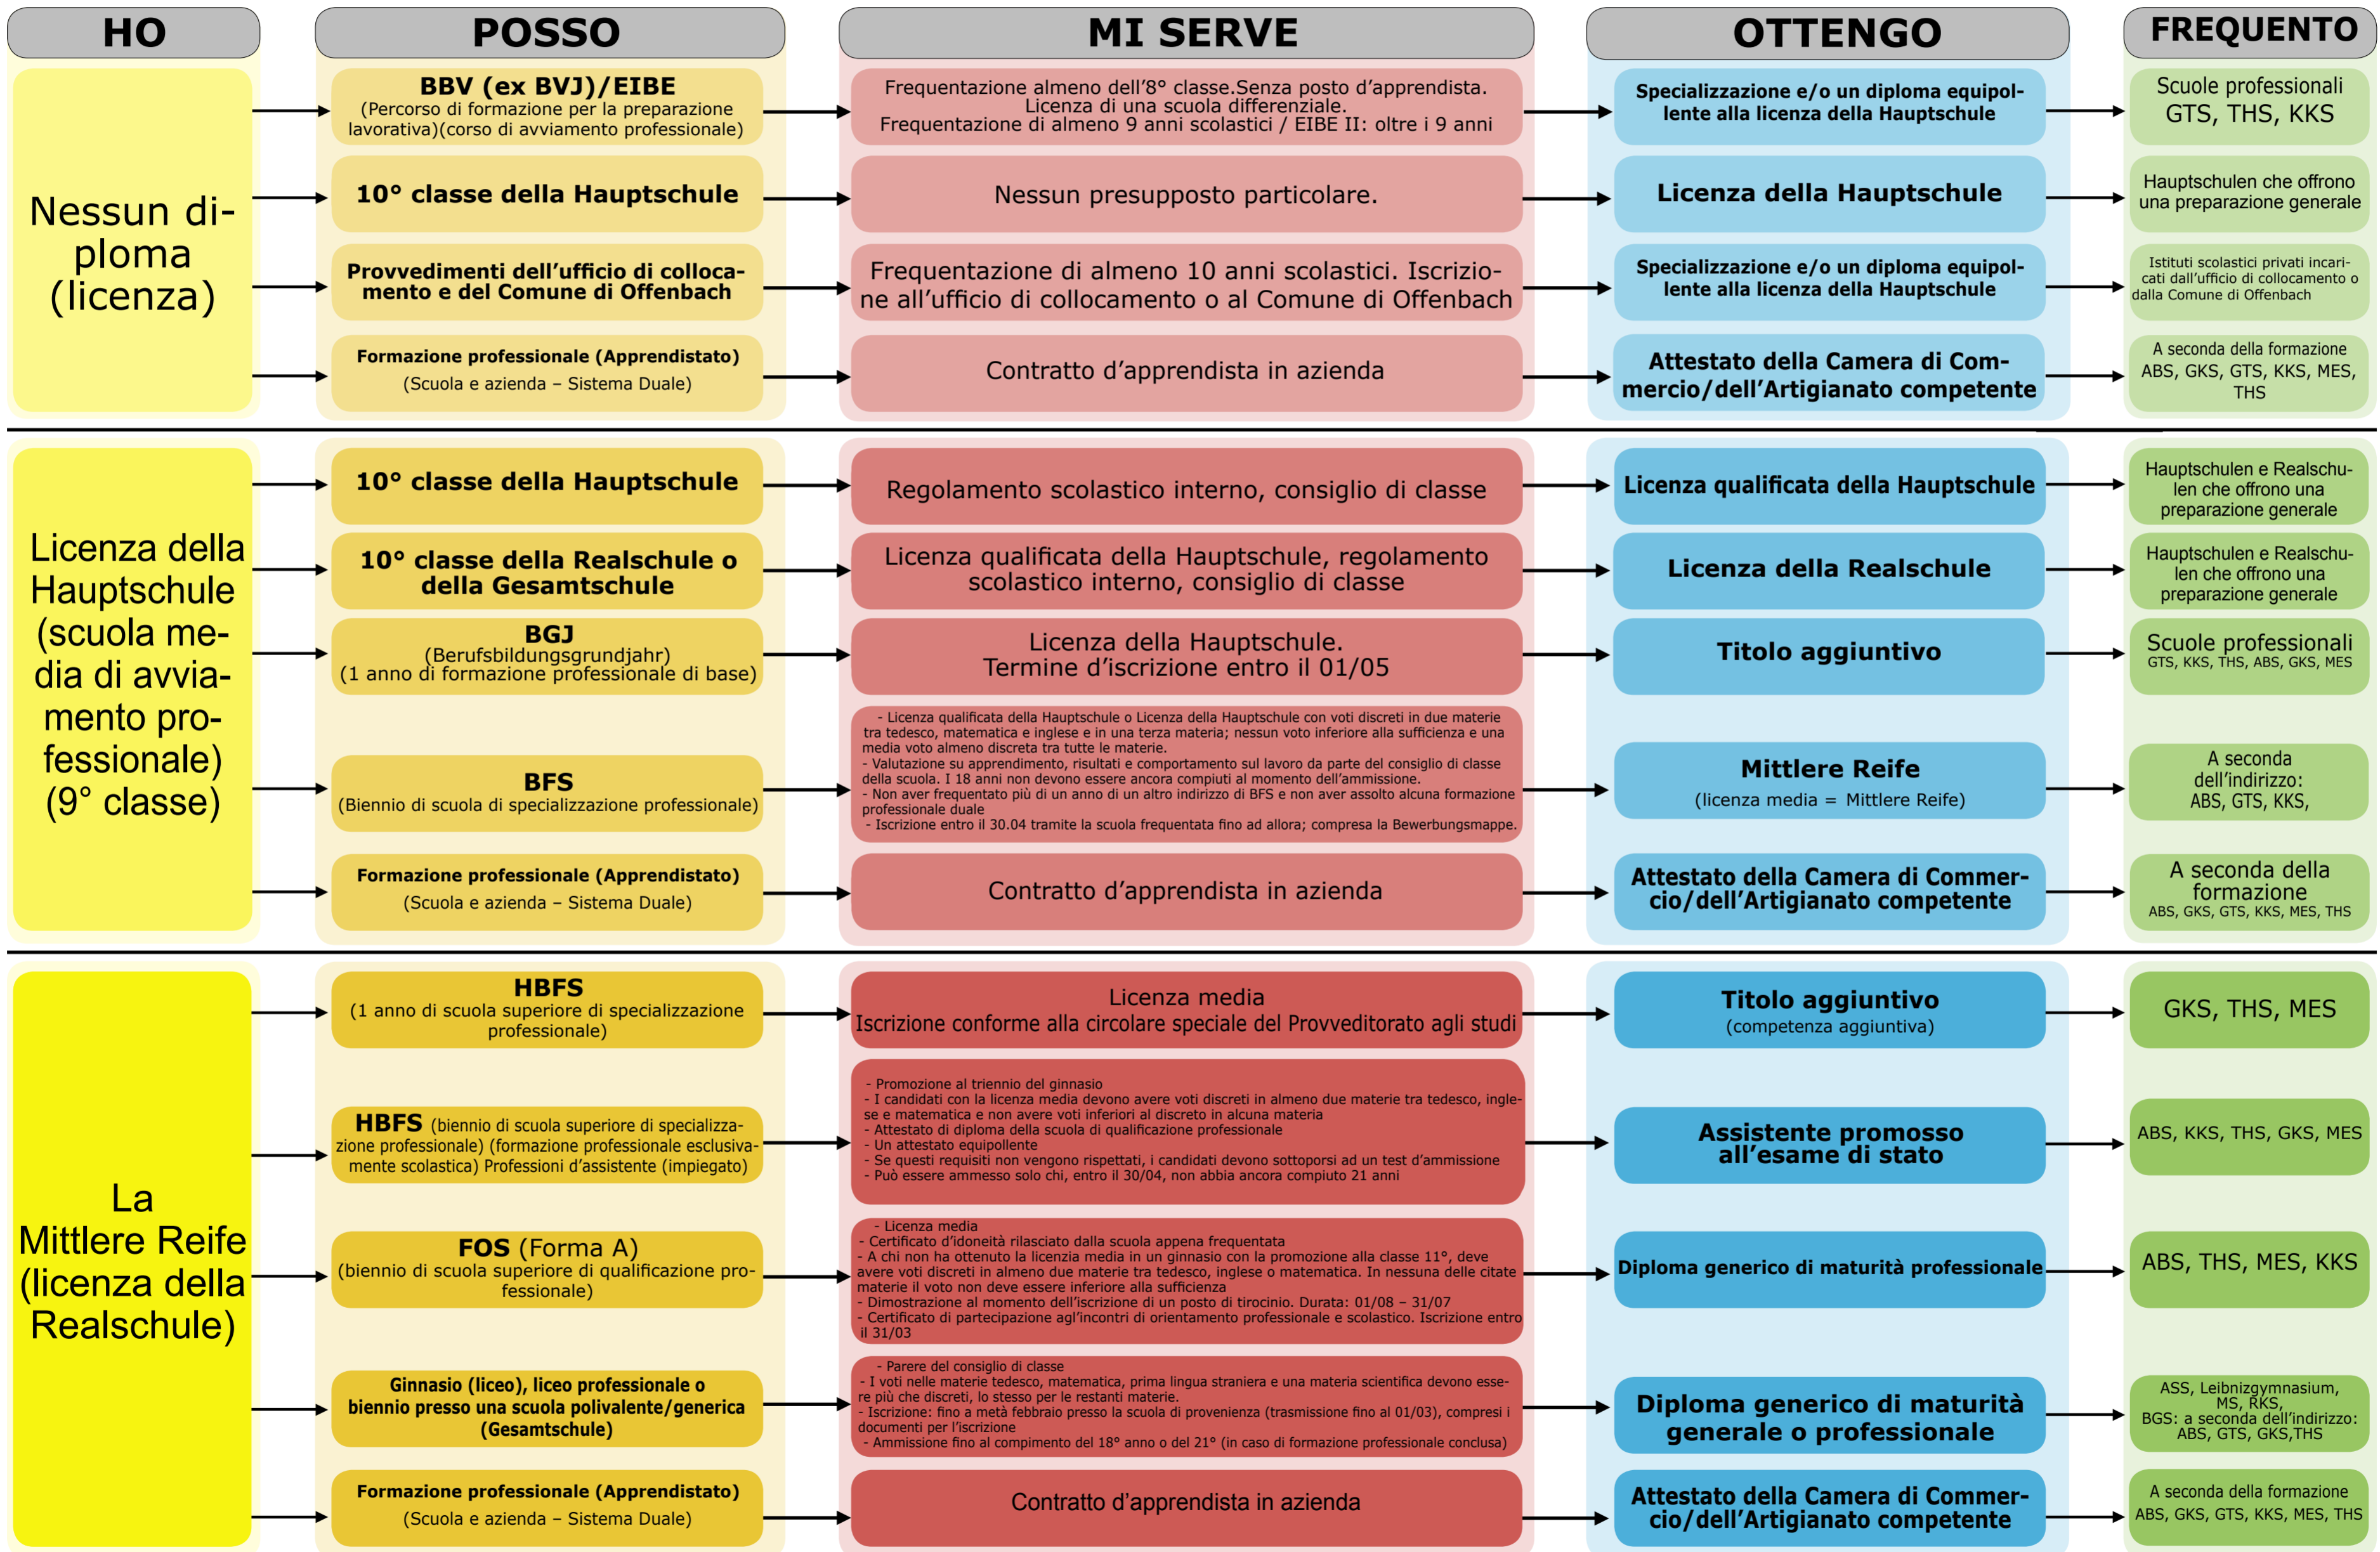 HO
POSSO
MI SERVE
OTTENGO
FREQUENTO
Nessun di-
ploma
(licenza)
BBV (ex BVJ)/EIBE
(Percorso di formazione per la preparazione
lavorativa)(corso di avviamento professionale)
Frequentazione almeno dell’8° classe.Senza posto d’apprendista.
Licenza di una scuola differenziale.
Frequentazione di almeno 9 anni scolastici / EIBE II: oltre i 9 anni
Specializzazione e/o un diploma equipol-
lente alla licenza della Hauptschule
Scuole professionali
GTS, THS, KKS
10° classe della Hauptschule
Nessun presupposto particolare.
Licenza della Hauptschule
Hauptschulen che offrono
una preparazione generale
Provvedimenti dell’ufficio di colloca-
mento e del Comune di Offenbach
Frequentazione di almeno 10 anni scolastici. Iscrizio-
ne all’ufficio di collocamento o al Comune di Offenbach
Specializzazione e/o un diploma equipol-
lente alla licenza della Hauptschule
Istituti scolastici privati incari-
cati dall’ufficio di collocamento o
dalla Comune di Offenbach
Formazione professionale (Apprendistato)
(Scuola e azienda – Sistema Duale)
Contratto d’apprendista in azienda
Attestato della Camera di Com-
mercio/dell’Artigianato competente
A seconda della formazione
ABS, GKS, GTS, KKS, MES,
THS
Licenza della
Hauptschule
(scuola me-
dia di avvia-
mento pro-
fessionale)
(9° classe)
10° classe della Hauptschule
Regolamento scolastico interno, consiglio di classe
Licenza qualificata della Hauptschule
Hauptschulen e Realschu-
len che offrono una
preparazione generale
10° classe della Realschule o
della Gesamtschule
Licenza qualificata della Hauptschule, regolamento
scolastico interno, consiglio di classe
Licenza della Realschule
Hauptschulen e Realschu-
len che offrono una
preparazione generale
BGJ
(Berufsbildungsgrundjahr)
(1 anno di formazione professionale di base)
Licenza della Hauptschule.
Termine d’iscrizione entro il 01/05
Titolo aggiuntivo
Scuole professionali
GTS, KKS, THS, ABS, GKS, MES
BFS
(Biennio di scuola di specializzazione professionale)
- Licenza qualificata della Hauptschule o Licenza della Hauptschule con voti discreti in due materie
tra tedesco, matematica e inglese e in una terza materia; nessun voto inferiore alla sufficienza e una
media voto almeno discreta tra tutte le materie.
- Valutazione su apprendimento, risultati e comportamento sul lavoro da parte del consiglio di classe
della scuola. I 18 anni non devono essere ancora compiuti al momento dell’ammissione.
- Non aver frequentato più di un anno di un altro indirizzo di BFS e non aver assolto alcuna formazione
professionale duale
- Iscrizione entro il 30.04 tramite la scuola frequentata fino ad allora; compresa la Bewerbungsmappe.
Mittlere Reife
(licenza media = Mittlere Reife)
A seconda
dell’indirizzo:
ABS, GTS, KKS,
Formazione professionale (Apprendistato)
(Scuola e azienda – Sistema Duale)
Contratto d’apprendista in azienda
Attestato della Camera di Commer-
cio/dell’Artigianato competente
A seconda della
formazione
ABS, GKS, GTS, KKS, MES, THS
La
Mittlere Reife
(licenza della
Realschule)
HBFS
(1 anno di scuola superiore di specializzazione
professionale)
Licenza media
Iscrizione conforme alla circolare speciale del Provveditorato agli studi
Titolo aggiuntivo
(competenza aggiuntiva)
GKS, THS, MES
HBFS (biennio di scuola superiore di specializza-
zione professionale) (formazione professionale esclusiva-
mente scolastica) Professioni d’assistente (impiegato)
- Promozione al triennio del ginnasio
- I candidati con la licenza media devono avere voti discreti in almeno due materie tra tedesco, ingle-
se e matematica e non avere voti inferiori al discreto in alcuna materia
- Attestato di diploma della scuola di qualificazione professionale
- Un attestato equipollente
- Se questi requisiti non vengono rispettati, i candidati devono sottoporsi ad un test d’ammissione
- Può essere ammesso solo chi, entro il 30/04, non abbia ancora compiuto 21 anni
Assistente promosso
all’esame di stato
ABS, KKS, THS, GKS, MES
FOS (Forma A)
(biennio di scuola superiore di qualificazione pro-
fessionale)
- Licenza media
- Certificato d’idoneità rilasciato dalla scuola appena frequentata
- A chi non ha ottenuto la licenzia media in un ginnasio con la promozione alla classe 11°, deve
avere voti discreti in almeno due materie tra tedesco, inglese o matematica. In nessuna delle citate
materie il voto non deve essere inferiore alla sufficienza
- Dimostrazione al momento dell’iscrizione di un posto di tirocinio. Durata: 01/08 – 31/07
- Certificato di partecipazione agl’incontri di orientamento professionale e scolastico. Iscrizione entro
il 31/03
Diploma generico di maturità professionale
ABS, THS, MES, KKS
Ginnasio (liceo), liceo professionale o
biennio presso una scuola polivalente/generica
(Gesamtschule)
- Parere del consiglio di classe
- I voti nelle materie tedesco, matematica, prima lingua straniera e una materia scientifica devono esse-
re più che discreti, lo stesso per le restanti materie.
- Iscrizione: fino a metà febbraio presso la scuola di provenienza (trasmissione fino al 01/03), compresi i
documenti per l’iscrizione
- Ammissione fino al compimento del 18° anno o del 21° (in caso di formazione professionale conclusa)
Diploma generico di maturità
generale o professionale
ASS, Leibnizgymnasium,
MS, RKS,
BGS: a seconda dell’indirizzo:
ABS, GTS, GKS,THS
Formazione professionale (Apprendistato)
(Scuola e azienda – Sistema Duale)
Contratto d’apprendista in azienda
Attestato della Camera di Commer-
cio/dell’Artigianato competente
A seconda della formazione
ABS, GKS, GTS, KKS, MES, THS